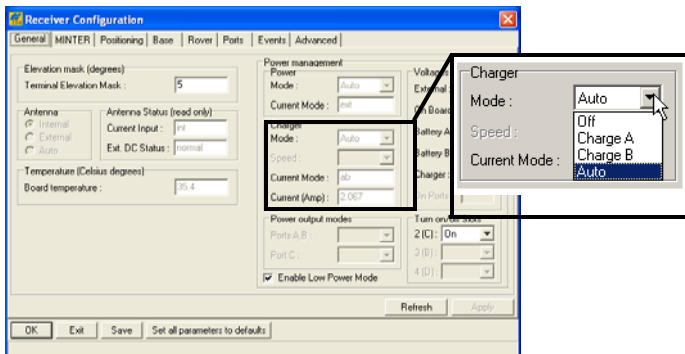 Receiver Configuration
General MINTER Positioning Base Rover Ports Events Advanced
Elevation mask (degrees)
Terminal Elevation Mask : 5
Antenna
Internal
External
Auto
Antenna Status (read only)
Current Input : int
Ext. DC Status : normal
Temperature (Celsius degrees)
Board temperature : 35.4
Power management
Power
Mode : Auto
Current Mode : ext
Charger
Mode : Auto
Speed :
Current Mode : ab
Current (Amp) : 2.067
Power output modes
Ports A,B :
Port C :
Enable Low Power Mode
Voltages
External :
On Board
Battery A
Battery B
Charger :
On Ports
Turn on/off slots
2 (C) : On
3 (D) :
4 (D) :
Refresh Apply
OK Exit Save Set all parameters to defaults
Charger
Mode : Auto
Off
Charge A
Charge B
Auto
Speed :
Current Mode :